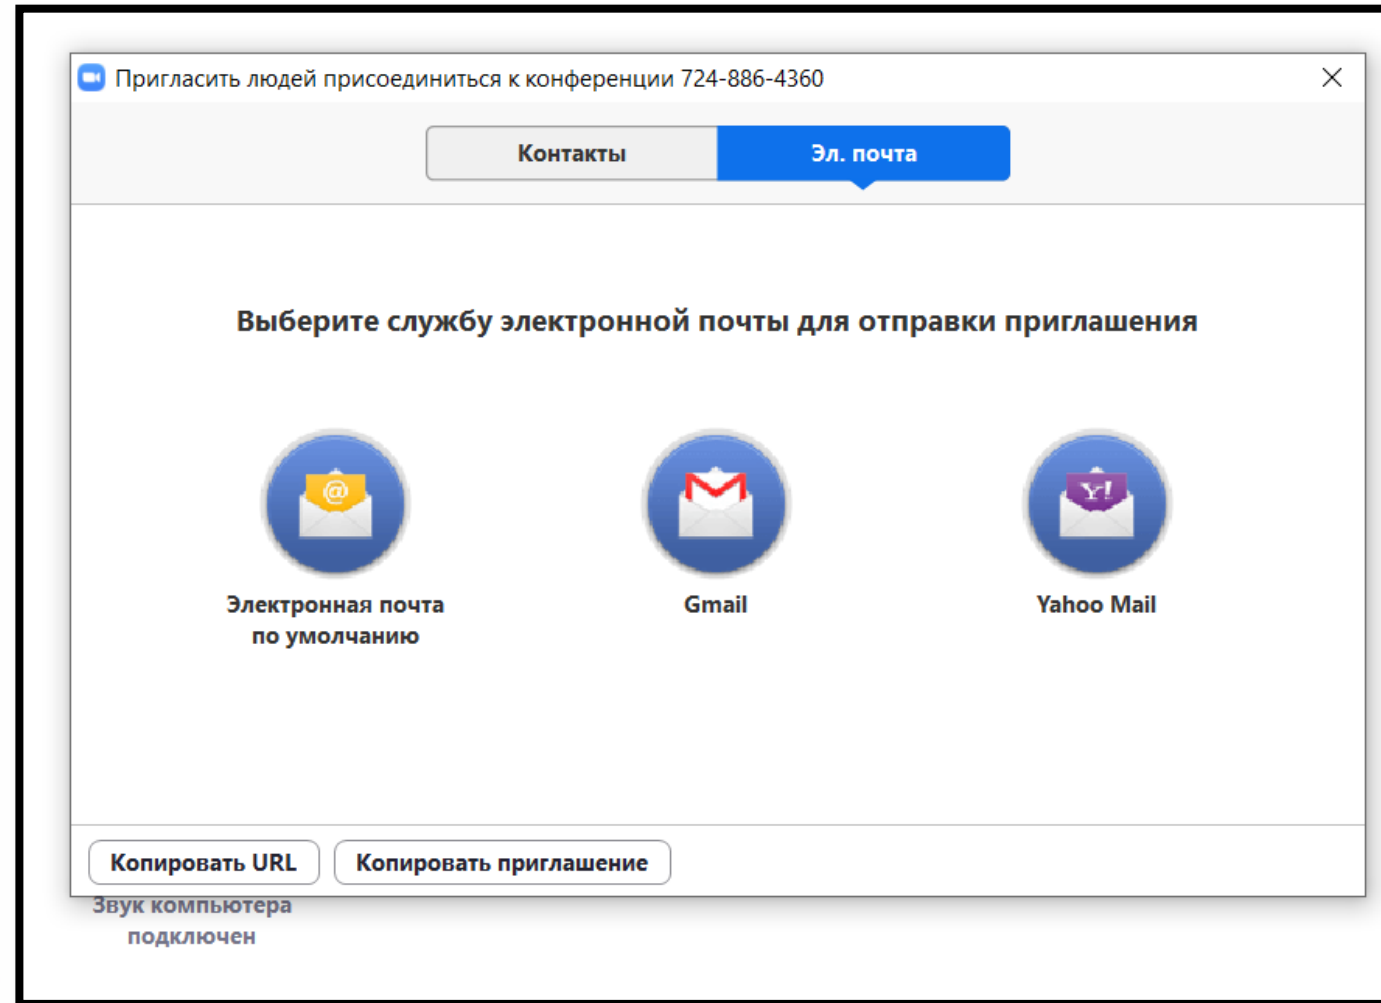 Пригласить людей присоединиться к конференции 724-886-4360
Контакты
Эл. почта
Выберите службу электронной почты для отправки приглашения
@
Y!
Электронная почта
по умолчанию
Gmail
Yahoo Mail
Копировать URL
Копировать приглашение
Звук компьютера
подключен